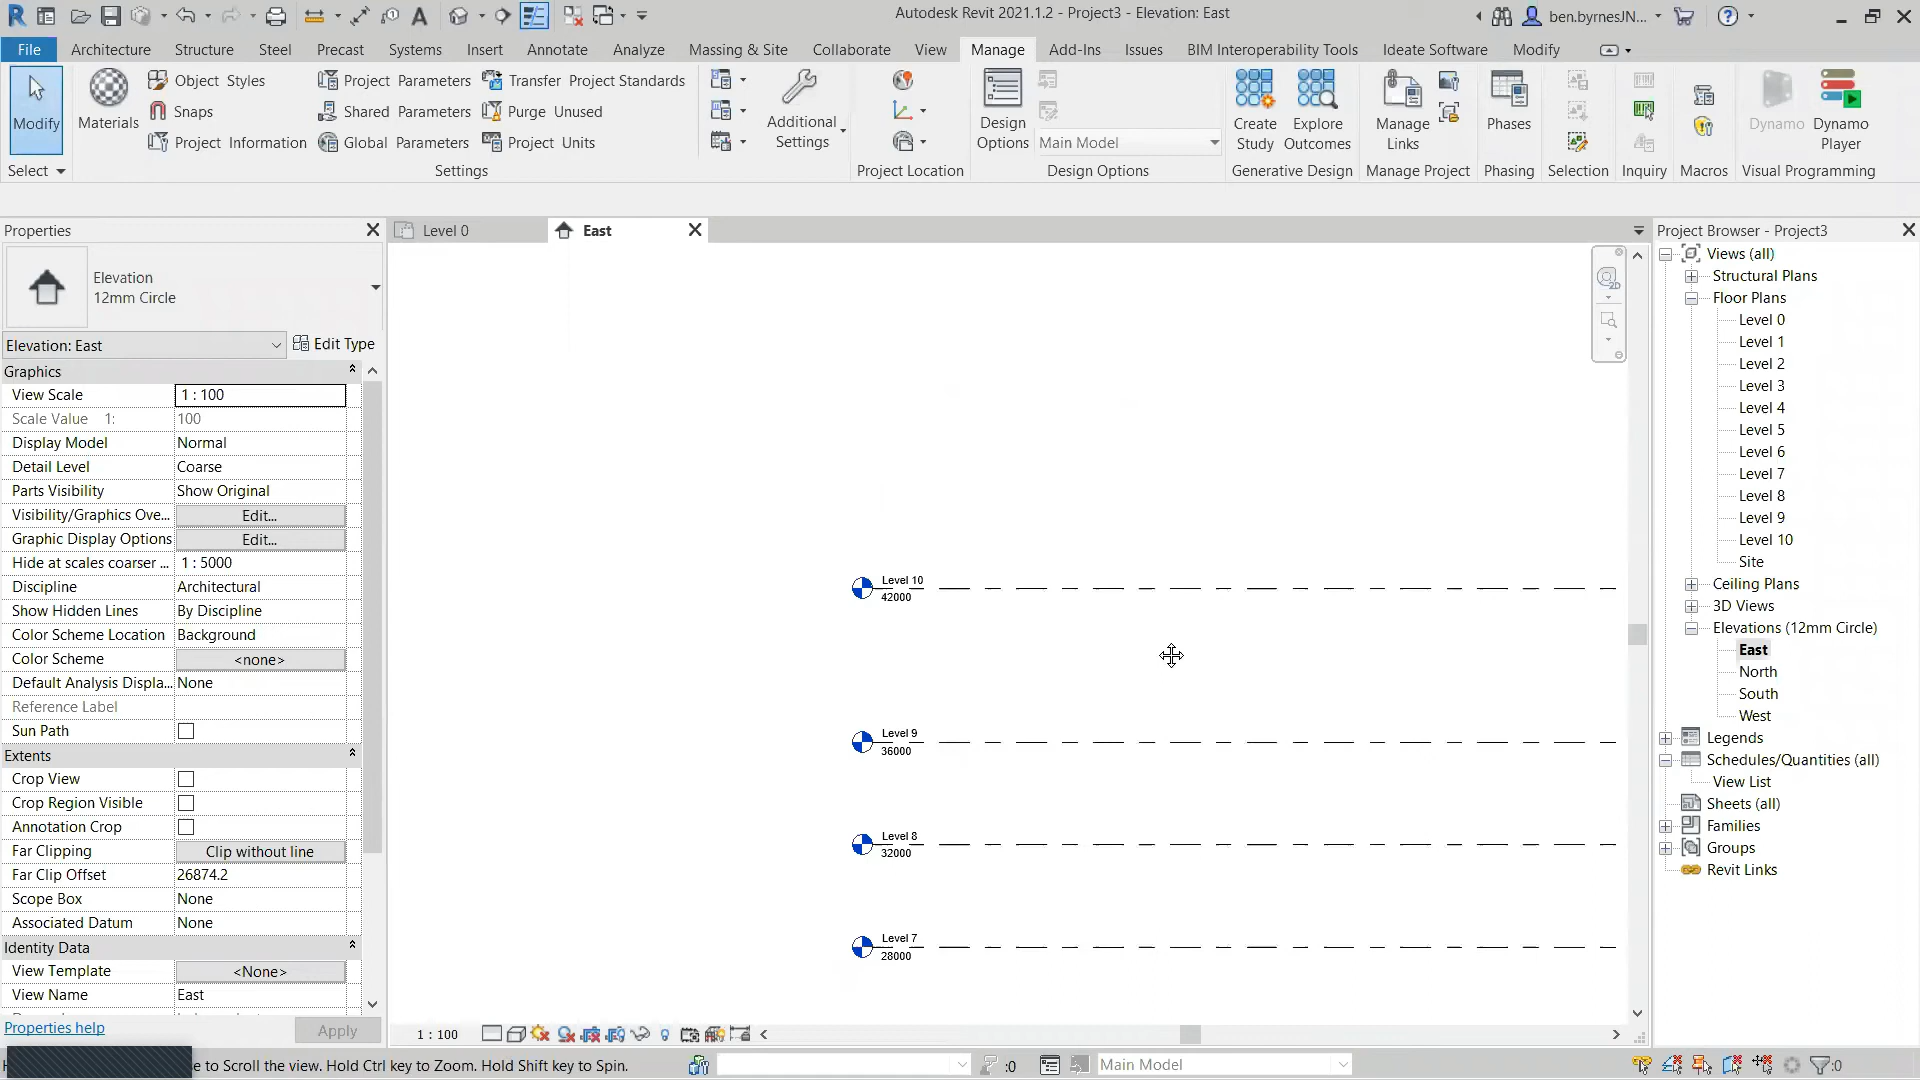 Autodesk Revit 2021.1.2 - Project3 - Elevation: East
ben.byrnesJN...
File Architecture Structure Steel Precast Systems Insert Annotate Analyze Massing & Site Collaborate View Manage Add-Ins Issues BIM Interoperability Tools Ideate Software Modify
Modify
Materials
Object Styles
Snaps
Project Information
Project Parameters
Shared Parameters
Global Parameters
Transfer Project Standards
Purge Unused
Project Units
Additional
Settings
Design
Options
Main Model
Create
Study
Explore
Outcomes
Manage
Links
Phases
Dynamo
Dynamo
Player
Select
Settings
Project Location
Design Options
Generative Design
Manage Project
Phasing
Selection
Inquiry
Macros
Visual Programming
Properties
Elevation
12mm Circle
Elevation: East
Edit Type
Graphics
View Scale 1 : 100
Scale Value 1: 100
Display Model Normal
Detail Level Coarse
Parts Visibility Show Original
Visibility/Graphics Ove... Edit...
Graphic Display Options Edit...
Hide at scales coarser ... 1 : 5000
Discipline Architectural
Show Hidden Lines By Discipline
Color Scheme Location Background
Color Scheme <none>
Default Analysis Displa... None
Reference Label
Sun Path
Extents
Crop View
Crop Region Visible
Annotation Crop
Far Clipping Clip without line
Far Clip Offset 26874.2
Scope Box None
Associated Datum None
Identity Data
View Template <None>
View Name East
Properties help
Apply
Level 0
East
2D
Level 10
42000
Level 9
36000
Level 8
32000
Level 7
28000
1 : 100
Project Browser - Project3
Views (all)
Structural Plans
Floor Plans
Level 0
Level 1
Level 2
Level 3
Level 4
Level 5
Level 6
Level 7
Level 8
Level 9
Level 10
Site
Ceiling Plans
3D Views
Elevations (12mm Circle)
East
North
South
West
Legends
Schedules/Quantities (all)
View List
Sheets (all)
Families
Groups
Revit Links
e to Scroll the view. Hold Ctrl key to Zoom. Hold Shift key to Spin.
:0
Main Model
:0